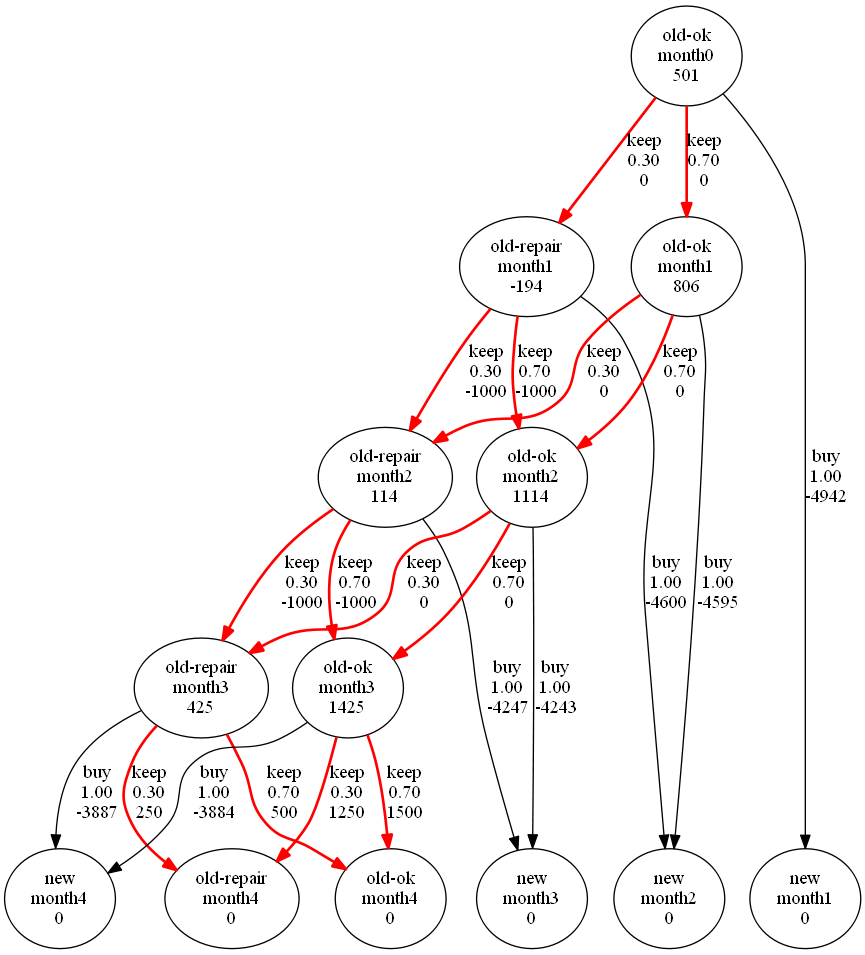 old-ok
month0
501
keep
0.30
0
keep
0.70
0
old-repair
month1
-194
old-ok
month1
806
keep
0.30
-1000
keep
0.70
-1000
keep
0.30
0
keep
0.70
0
buy
1.00
-4942
old-repair
month2
114
old-ok
month2
1114
keep
0.30
-1000
keep
0.70
-1000
keep
0.30
0
keep
0.70
0
buy
1.00
-4600
buy
1.00
-4595
old-repair
month3
425
old-ok
month3
1425
buy
1.00
-4247
buy
1.00
-4243
buy
1.00
-3887
keep
0.30
250
buy
1.00
-3884
keep
0.70
500
keep
0.30
1250
keep
0.70
1500
new
month4
0
old-repair
month4
0
old-ok
month4
0
new
month3
0
new
month2
0
new
month1
0